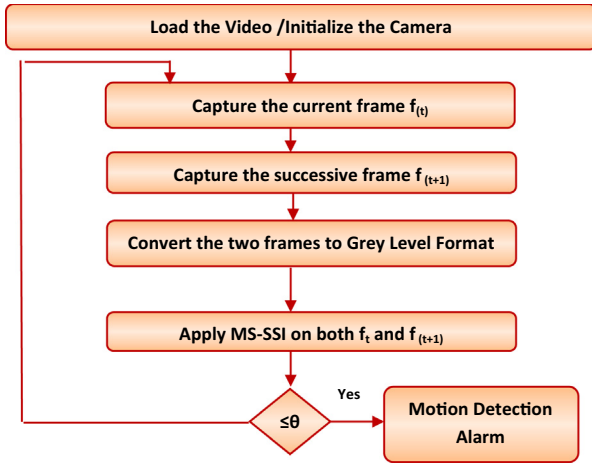 Load the Video /Initialize the Camera
Capture the current frame f(t)
Capture the successive frame f(t+1)
Convert the two frames to Grey Level Format
Apply MS-SSI on both ft and f(t+1)
≤θ
Yes
Motion Detection
Alarm